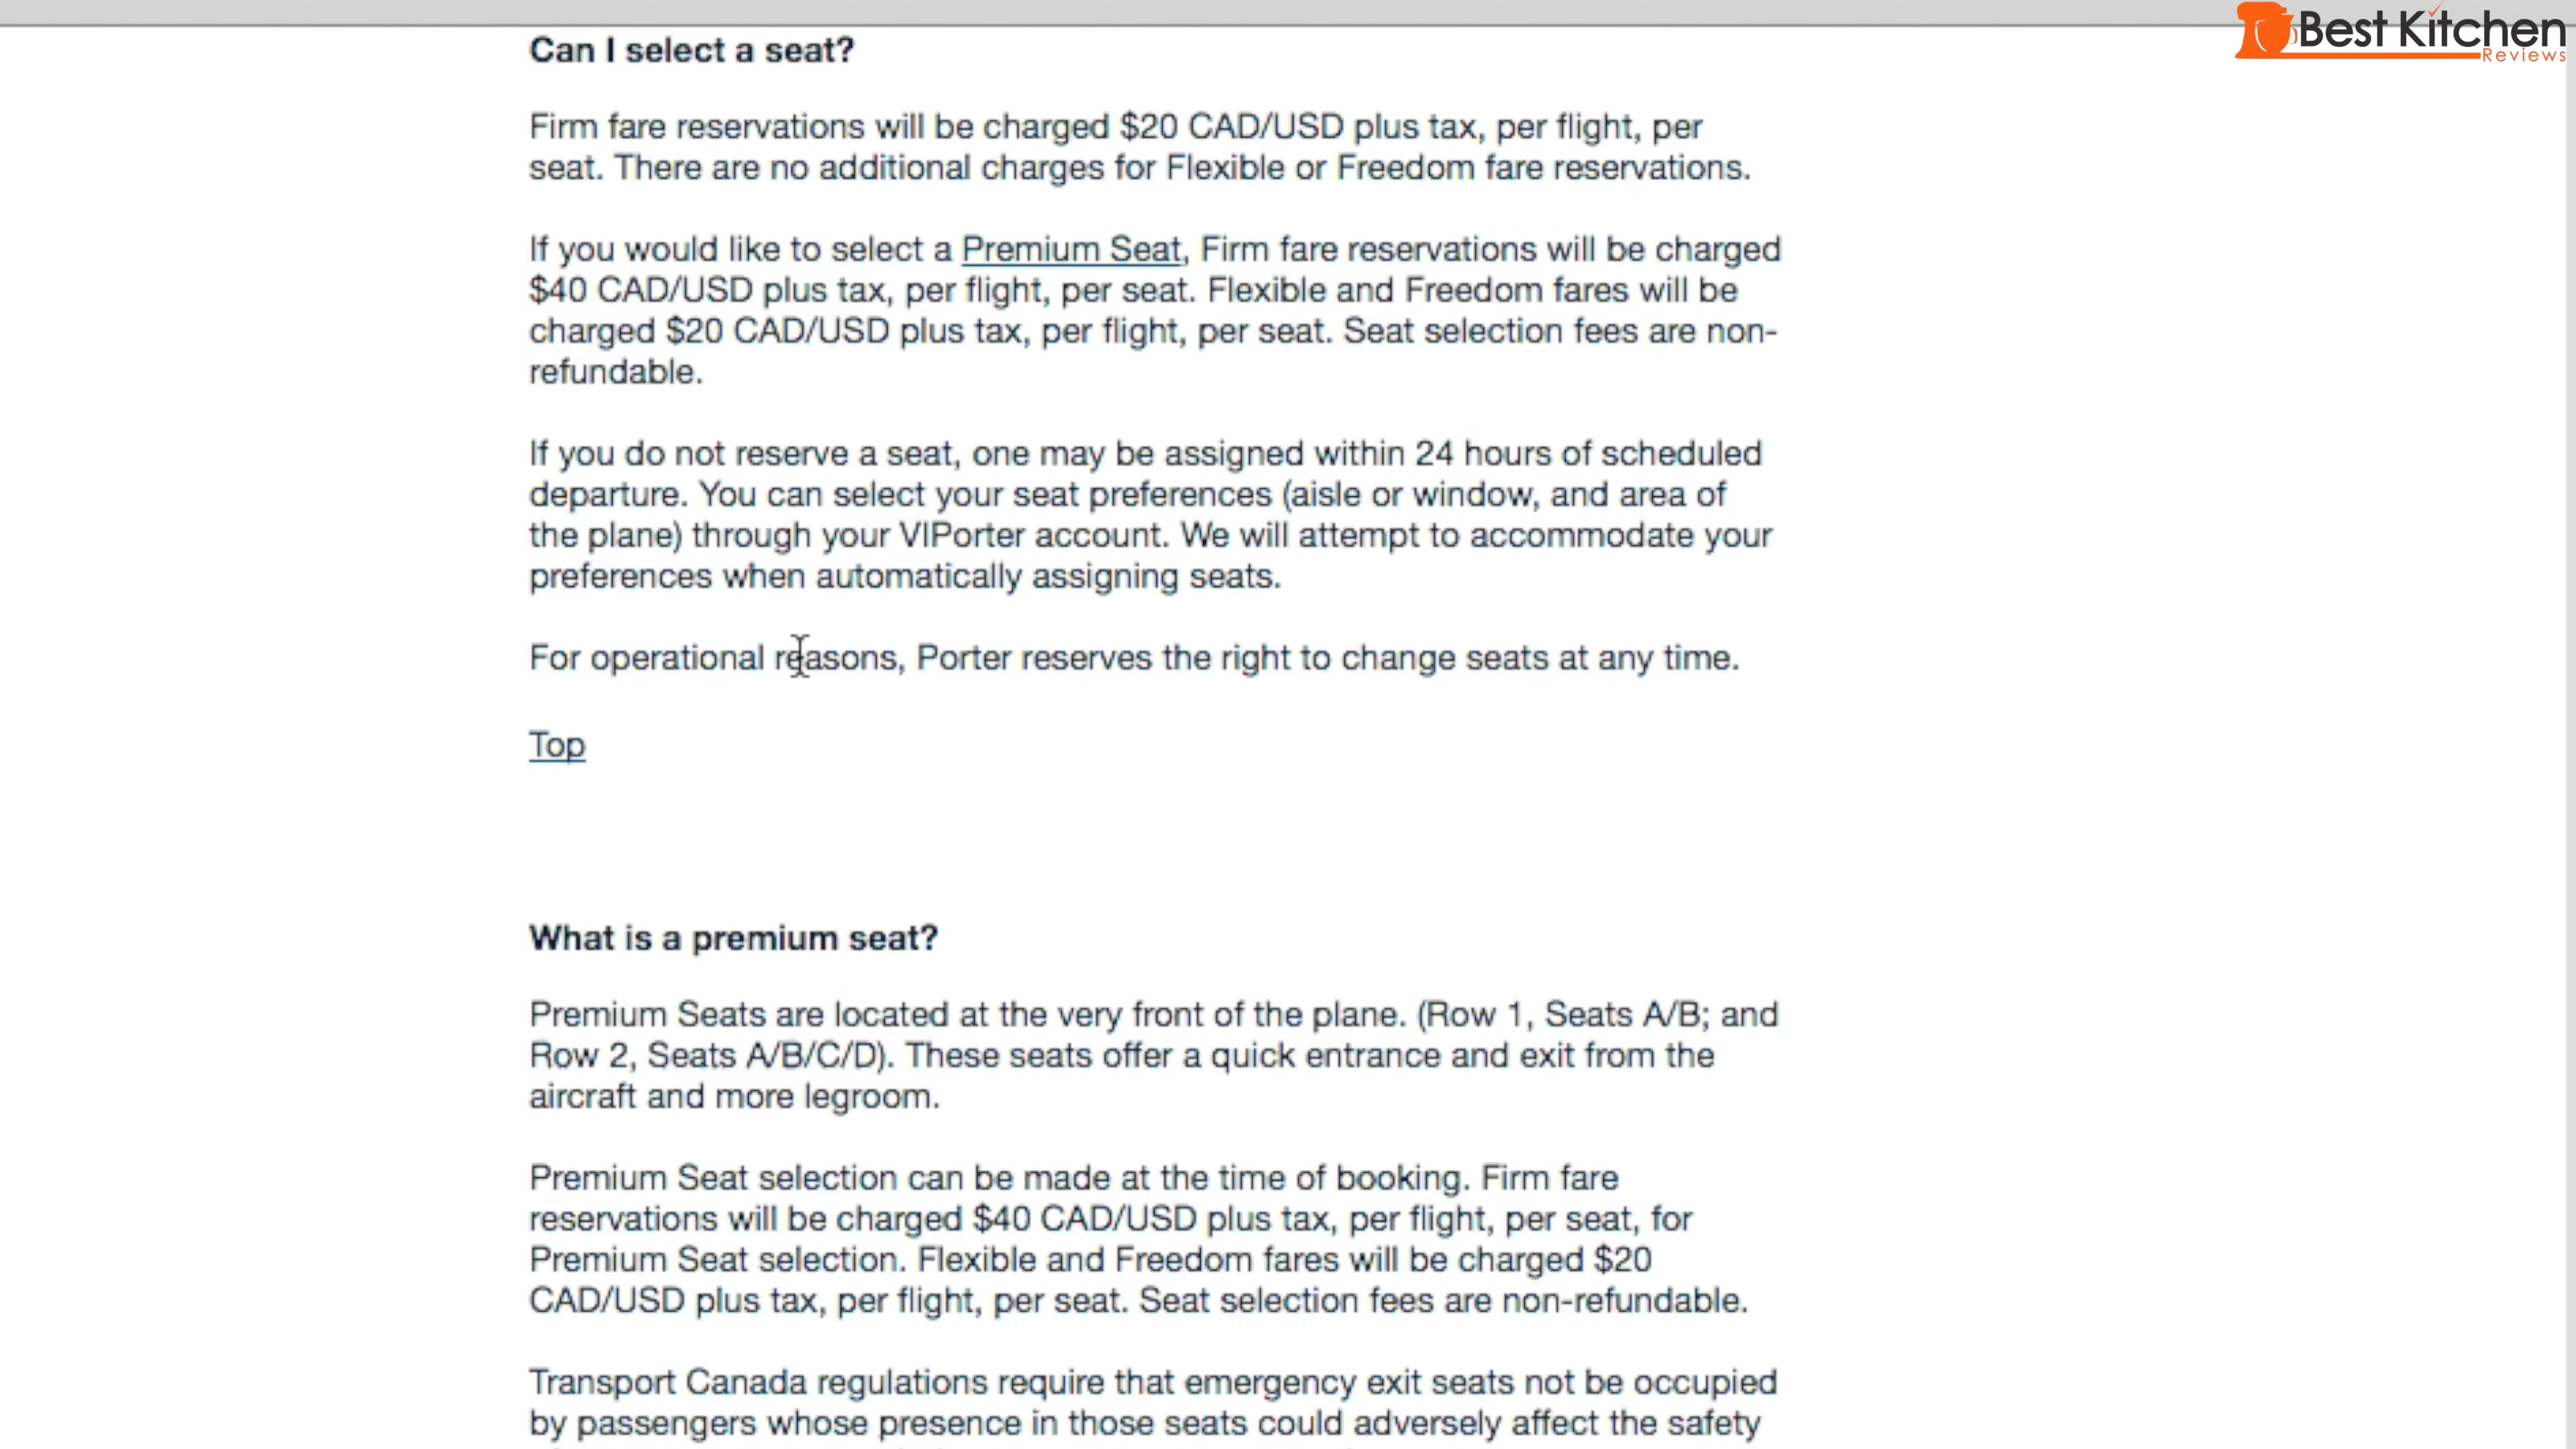 Best Kitchen
Reviews
Can I select a seat?
Firm fare reservations will be charged $20 CAD/USD plus tax, per flight, per
seat. There are no additional charges for Flexible or Freedom fare reservations.
If you would like to select a Premium Seat, Firm fare reservations will be charged
$40 CAD/USD plus tax, per flight, per seat. Flexible and Freedom fares will be
charged $20 CAD/USD plus tax, per flight, per seat. Seat selection fees are non-
refundable.
If you do not reserve a seat, one may be assigned within 24 hours of scheduled
departure. You can select your seat preferences (aisle or window, and area of
the plane) through your VIPorter account. We will attempt to accommodate your
preferences when automatically assigning seats.
For operational reasons, Porter reserves the right to change seats at any time.
Top
What is a premium seat?
Premium Seats are located at the very front of the plane. (Row 1, Seats A/B; and
Row 2, Seats A/B/C/D). These seats offer a quick entrance and exit from the
aircraft and more legroom.
Premium Seat selection can be made at the time of booking. Firm fare
reservations will be charged $40 CAD/USD plus tax, per flight, per seat, for
Premium Seat selection. Flexible and Freedom fares will be charged $20
CAD/USD plus tax, per flight, per seat. Seat selection fees are non-refundable.
Transport Canada regulations require that emergency exit seats not be occupied
by passengers whose presence in those seats could adversely affect the safety